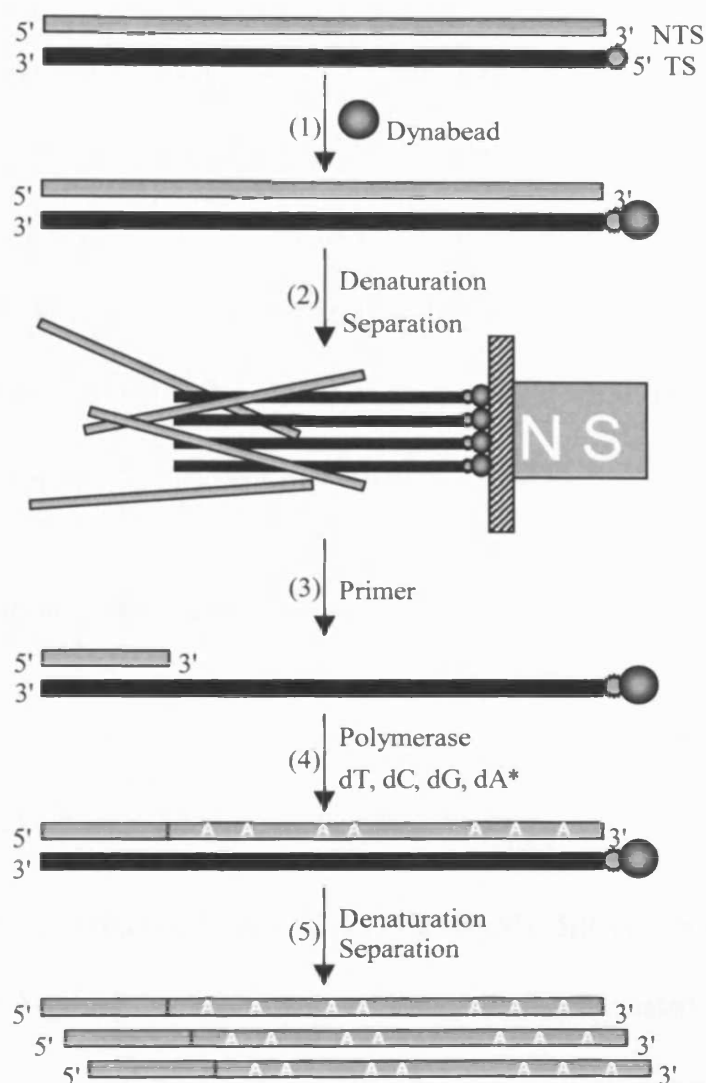 5' 3' NTS
3' 5' TS
(1) Dynabead
5' 3'
3'
(2) Denaturation
Separation
N S
(3) Primer
5' 3'
3'
(4) Polymerase
dT, dC, dG, dA*
5' A A A A A A A 3'
3'
(5) Denaturation
Separation
5' A A A A A A A 3'
5' A A A A A A A 3'
5' A A A A A A A 3'